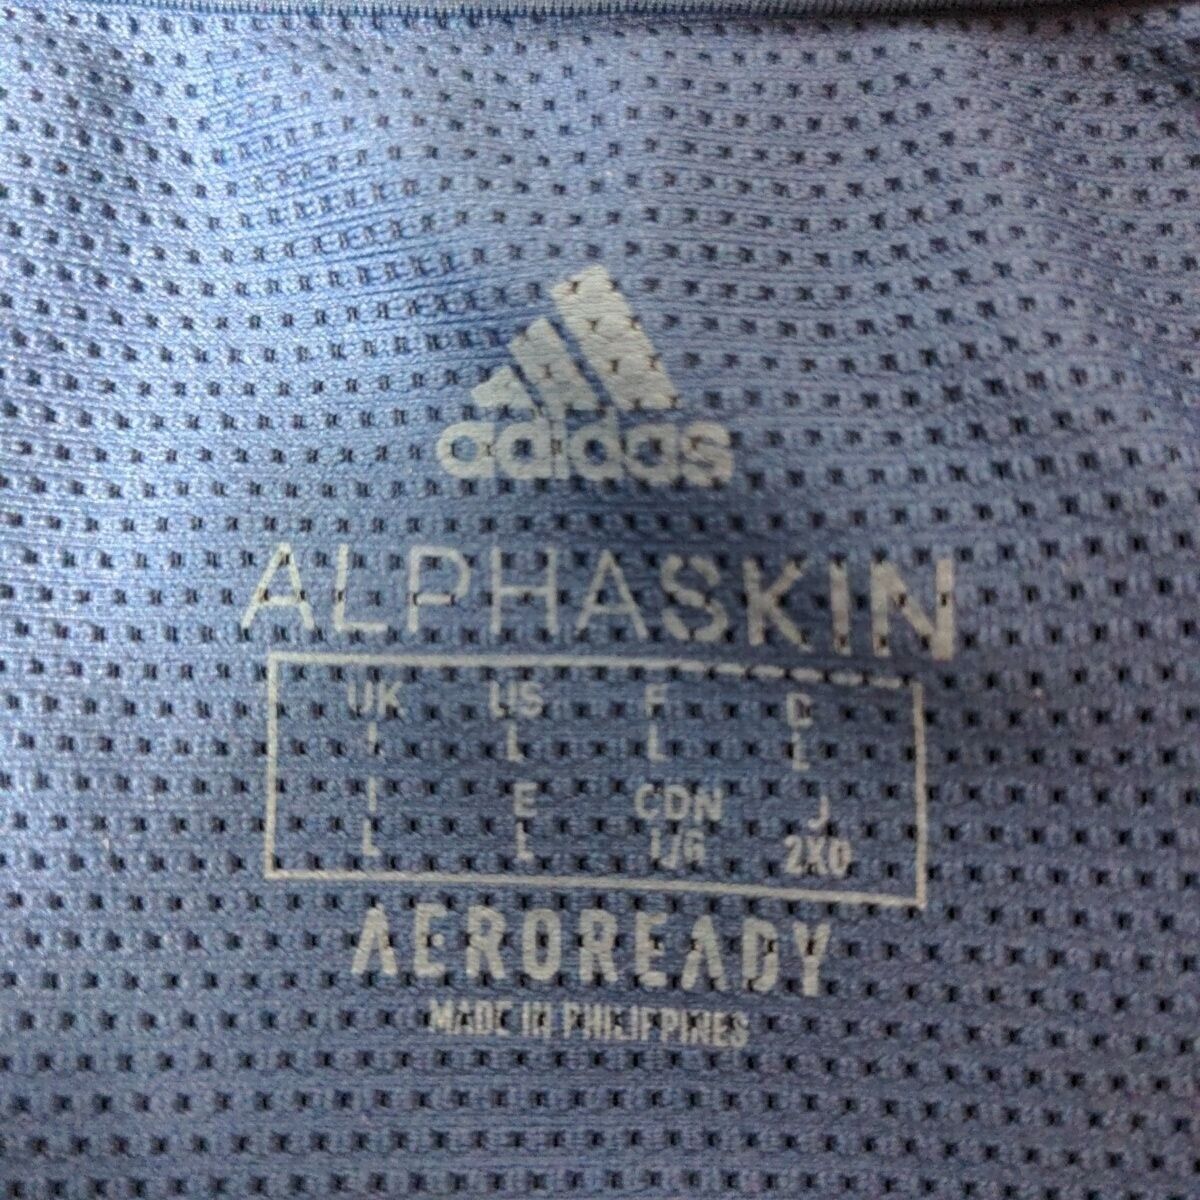 adidas
ALPHASKIN
UK US F D
L L L L
I E CDN J
L L L/G 2XO
AEROREADY
MADE IN PHILIPPINES